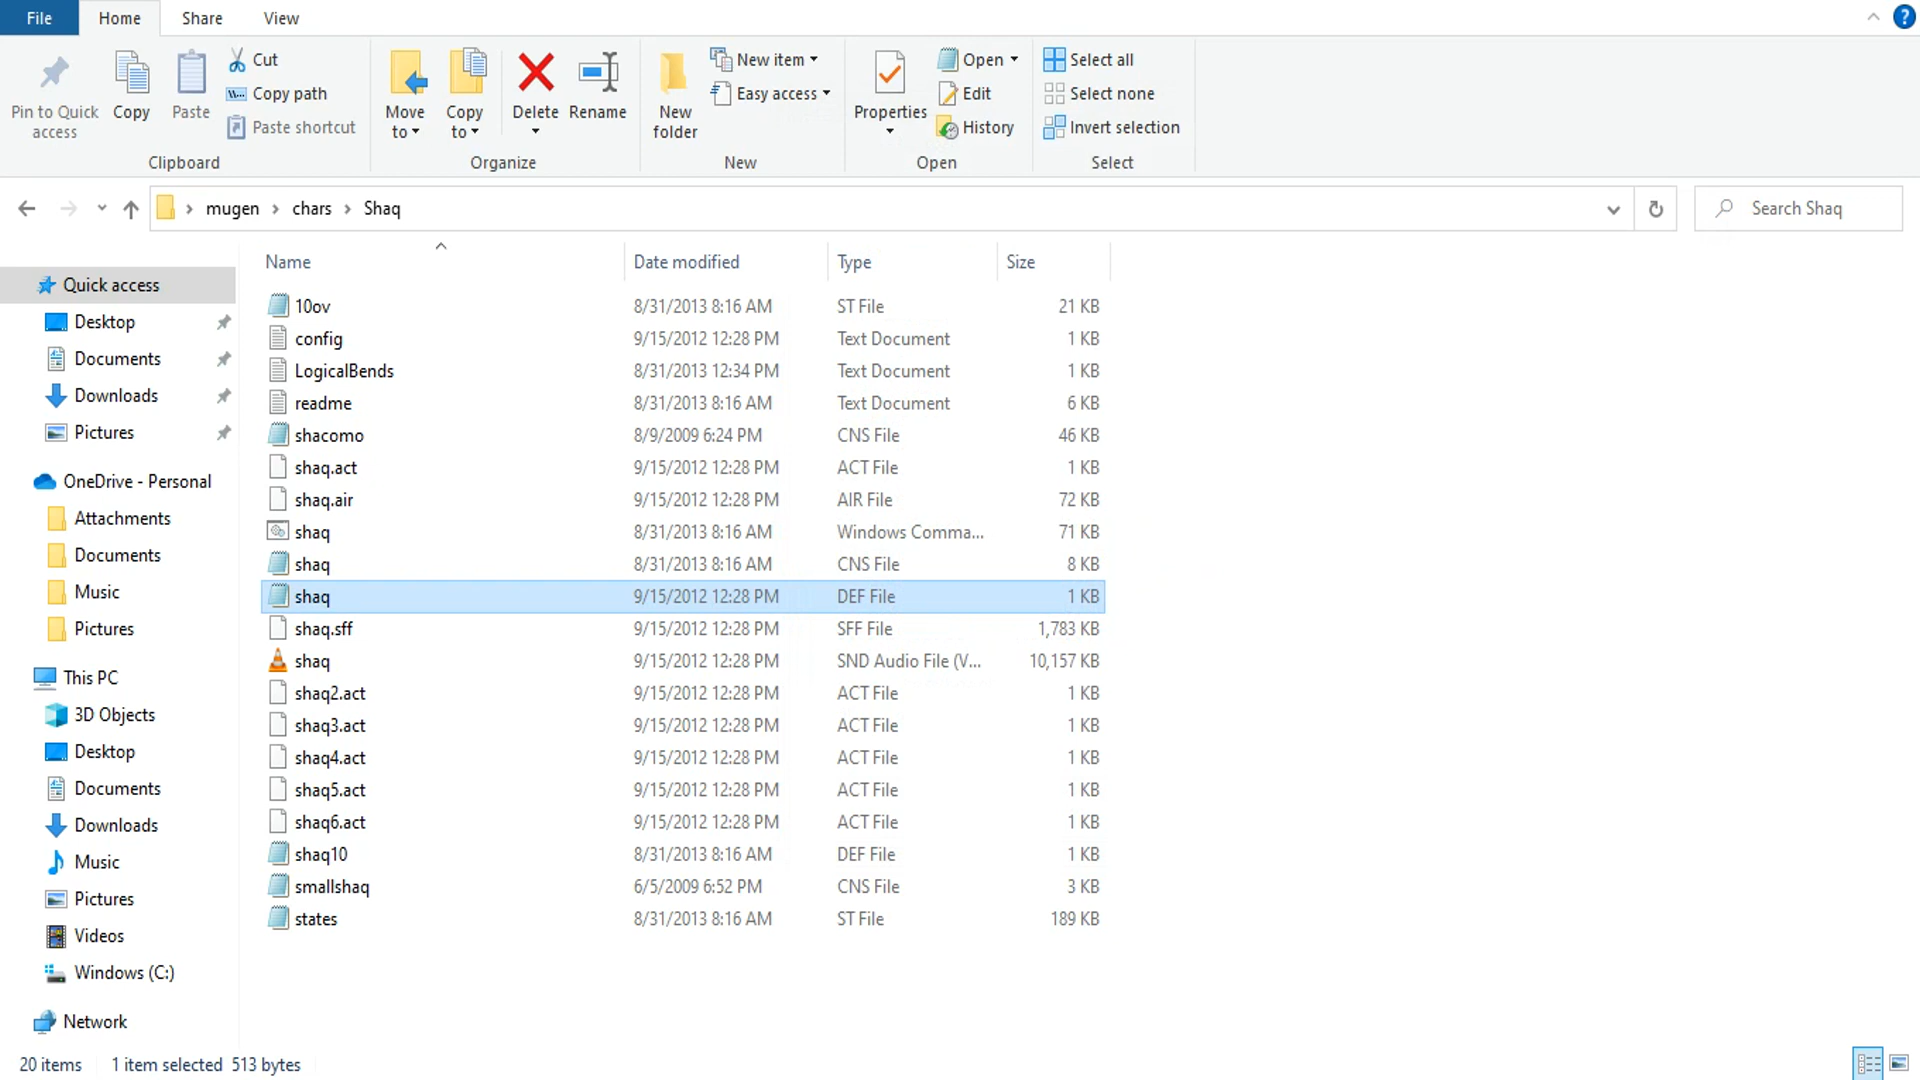 File Home Share View
Pin to Quick access
Copy
Paste
Cut
Copy path
Paste shortcut
Clipboard
Move to
Copy to
Delete
Rename
Organize
New folder
New item
Easy access
New
Properties
Open
Edit
History
Open
Select all
Select none
Invert selection
Select
mugen chars Shaq
Search Shaq
Quick access
Desktop
Documents
Downloads
Pictures
OneDrive - Personal
Attachments
Documents
Music
Pictures
This PC
3D Objects
Desktop
Documents
Downloads
Music
Pictures
Videos
Windows (C:)
Network
Name Date modified Type Size
10ov 8/31/2013 8:16 AM ST File 21 KB
config 9/15/2012 12:28 PM Text Document 1 KB
LogicalBends 8/31/2013 12:34 PM Text Document 1 KB
readme 8/31/2013 8:16 AM Text Document 6 KB
shacomo 8/9/2009 6:24 PM CNS File 46 KB
shaq.act 9/15/2012 12:28 PM ACT File 1 KB
shaq.air 9/15/2012 12:28 PM AIR File 72 KB
shaq 8/31/2013 8:16 AM Windows Comma... 71 KB
shaq 8/31/2013 8:16 AM CNS File 8 KB
shaq 9/15/2012 12:28 PM DEF File 1 KB
shaq.sff 9/15/2012 12:28 PM SFF File 1,783 KB
shaq 9/15/2012 12:28 PM SND Audio File (V... 10,157 KB
shaq2.act 9/15/2012 12:28 PM ACT File 1 KB
shaq3.act 9/15/2012 12:28 PM ACT File 1 KB
shaq4.act 9/15/2012 12:28 PM ACT File 1 KB
shaq5.act 9/15/2012 12:28 PM ACT File 1 KB
shaq6.act 9/15/2012 12:28 PM ACT File 1 KB
shaq10 8/31/2013 8:16 AM DEF File 1 KB
smallshaq 6/5/2009 6:52 PM CNS File 3 KB
states 8/31/2013 8:16 AM ST File 189 KB
20 items 1 item selected 513 bytes